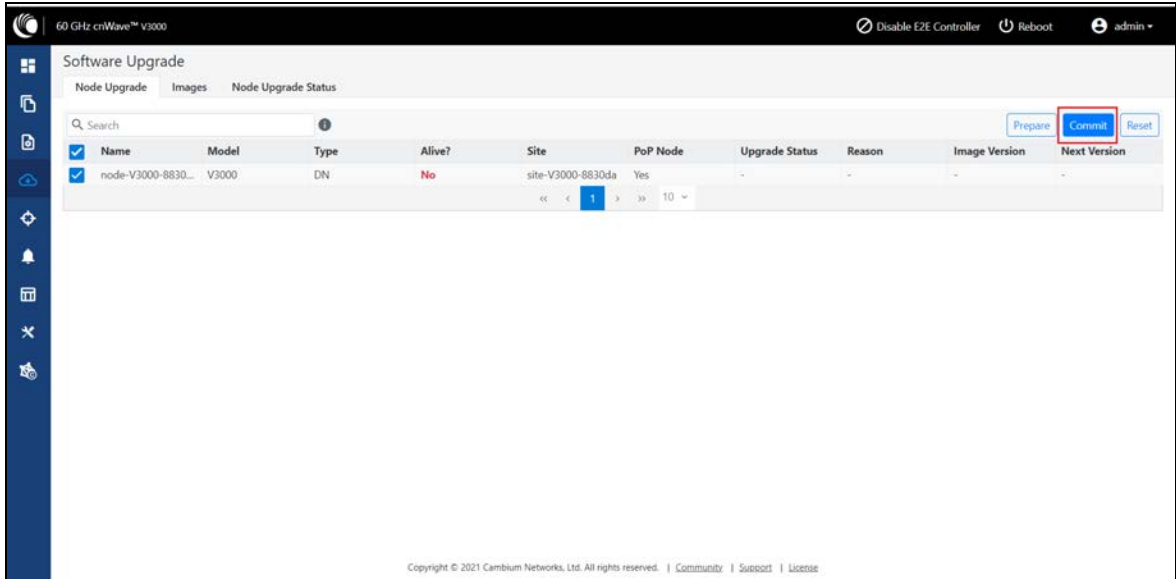 60 GHz cnWave™ V3000 Disable E2E Controller Reboot admin
Software Upgrade
Node Upgrade Images Node Upgrade Status
Search Prepare Commit Reset
Name Model Type Alive? Site PoP Node Upgrade Status Reason Image Version Next Version
node-V3000-8830... V3000 DN No site-V3000-8830da Yes - - - -
« ‹ 1 › » 10
Copyright © 2021 Cambium Networks, Ltd. All rights reserved. | Community | Support | License